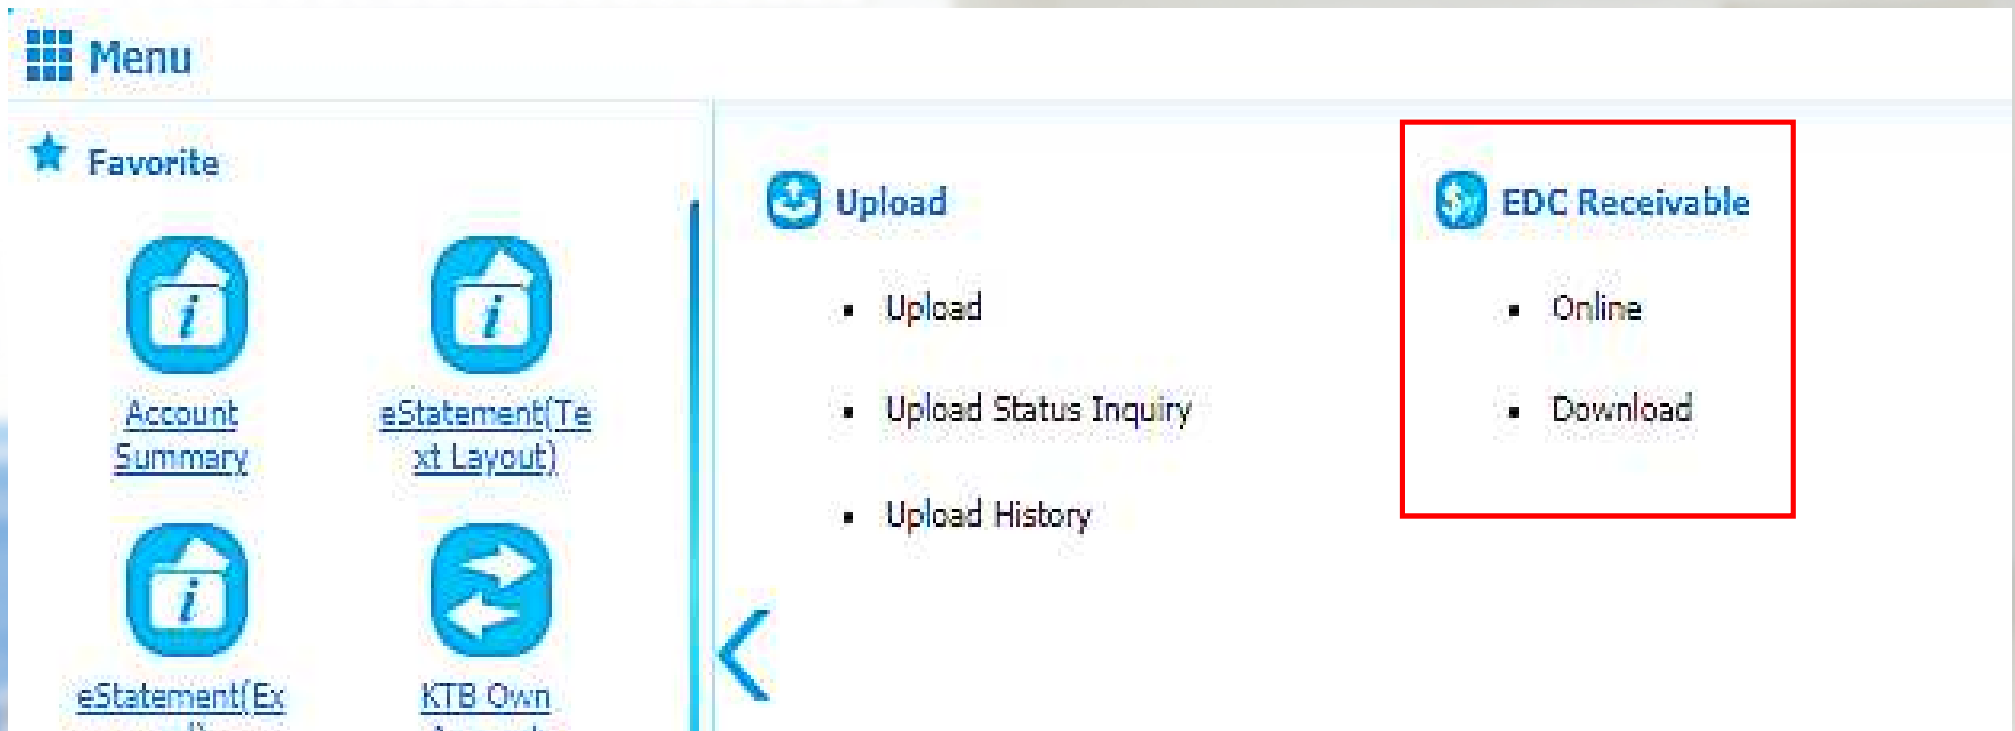 Menu
Favorite
Account
Summary
eStatement(Te
xt Layout)
eStatement(Ex
KTB Own
Upload
Upload
Upload Status Inquiry
Upload History
EDC Receivable
Online
Download